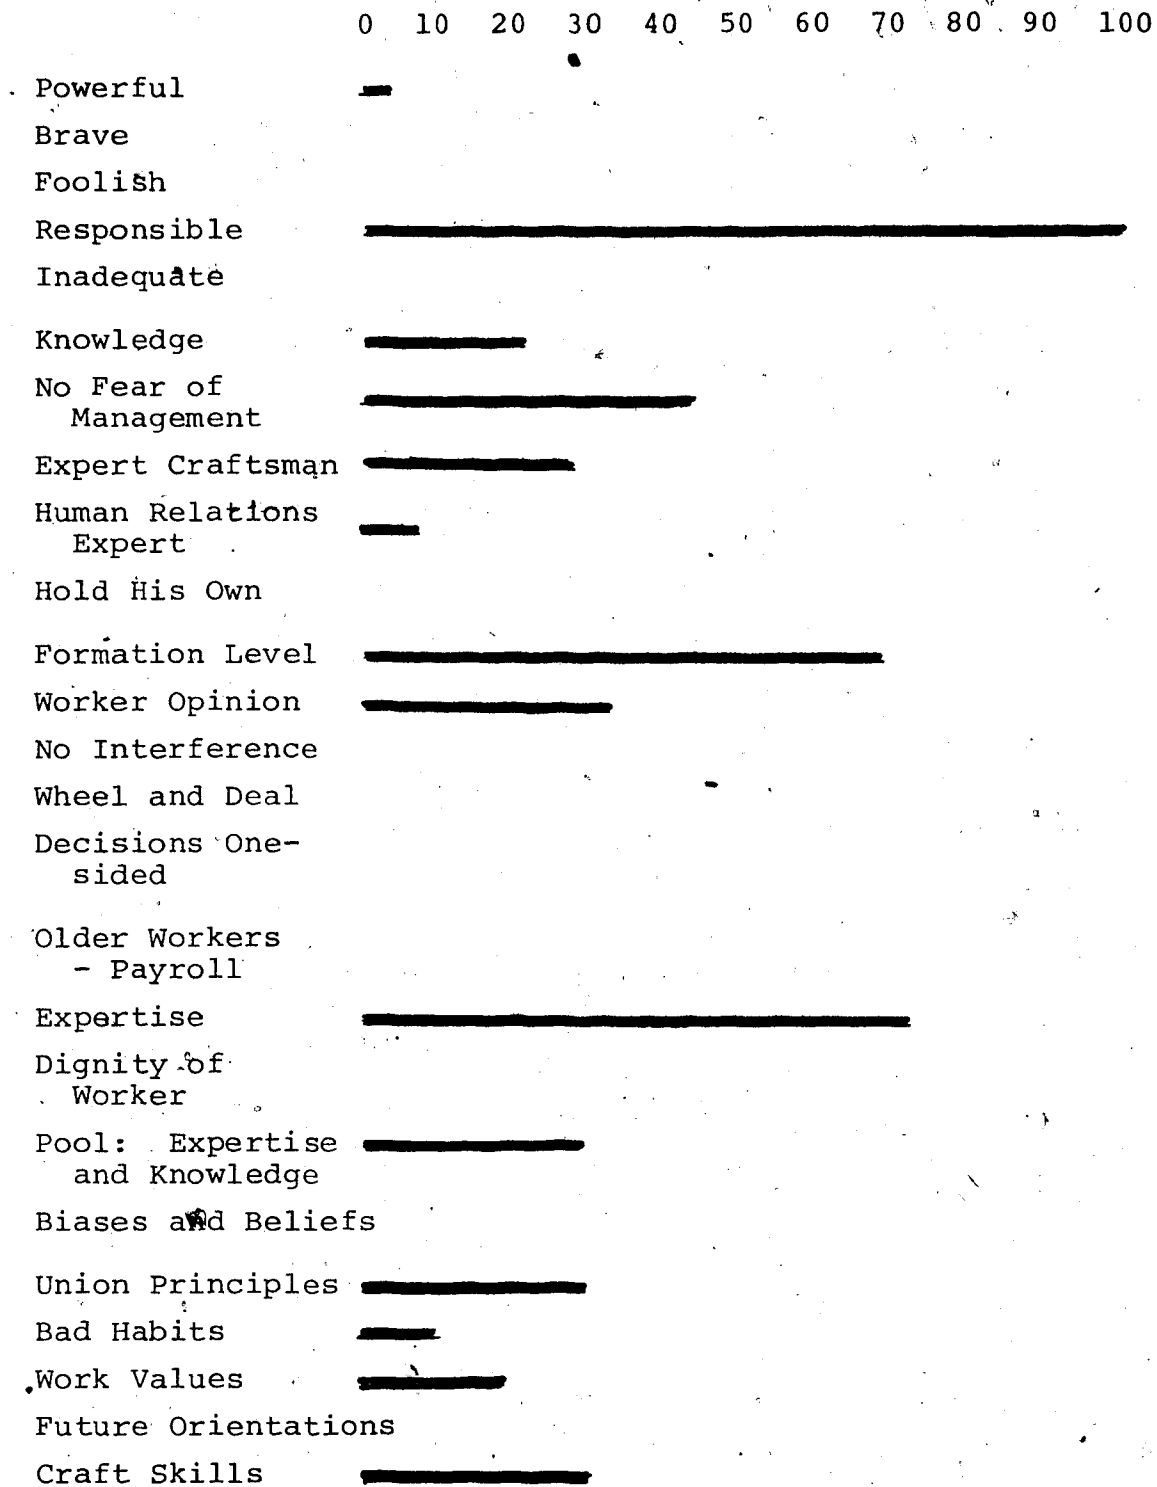 0 10 20 30 40 50 60 70 80 90 100
Powerful
Brave
Foolish
Responsible
Inadequate
Knowledge
No Fear of
Management
Expert Craftsman
Human Relations
Expert
Hold His Own
Formation Level
Worker Opinion
No Interference
Wheel and Deal
Decisions One-
sided
Older Workers
- Payroll
Expertise
Dignity of
Worker
Pool: Expertise
and Knowledge
Biases and Beliefs
Union Principles
Bad Habits
Work Values
Future Orientations
Craft Skills